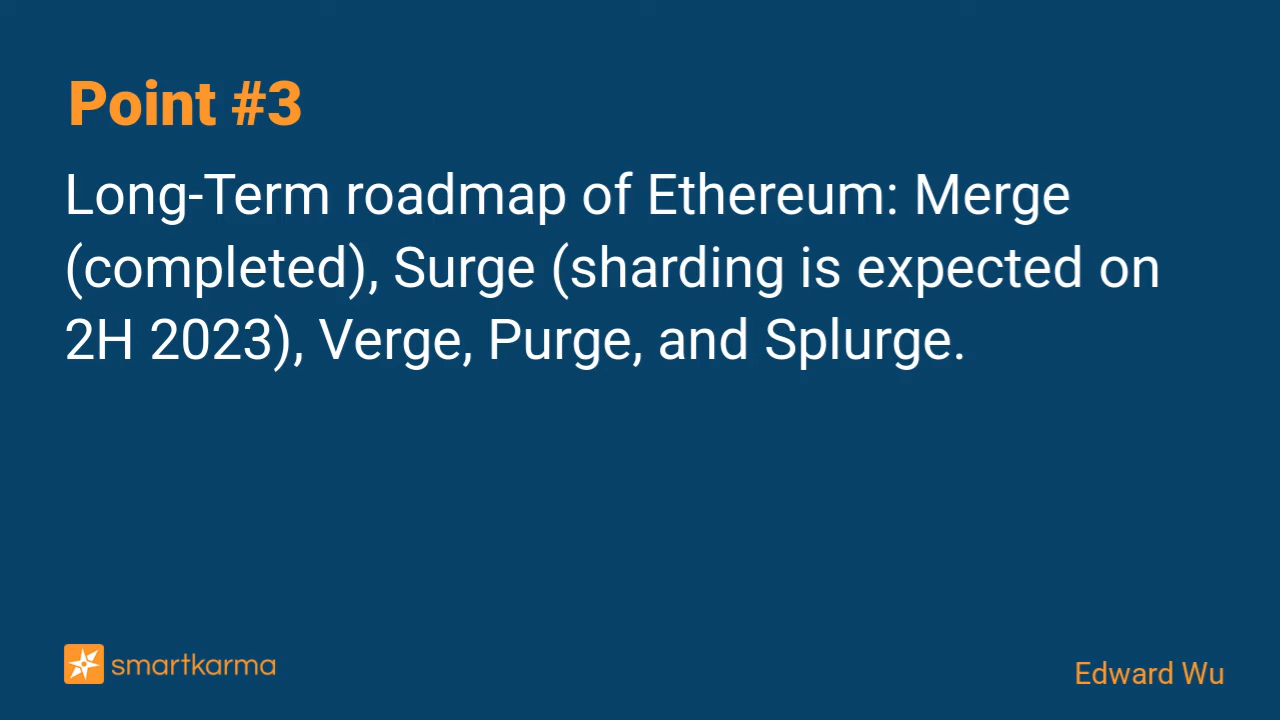 Point #3
Long-Term roadmap of Ethereum: Merge
(completed), Surge (sharding is expected on
2H 2023), Verge, Purge, and Splurge.
smartkarma
Edward Wu